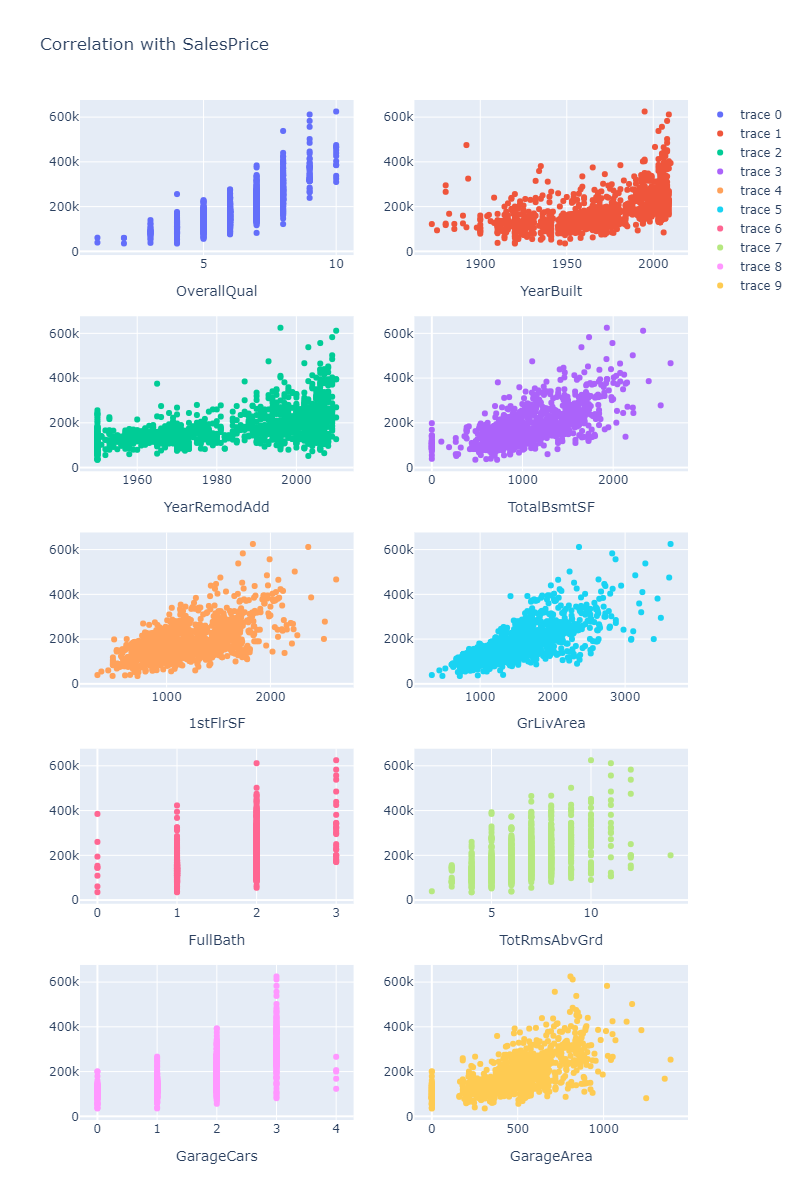 Correlation with SalesPrice
600k
400k
200k
0
5
10
OverallQual
600k
400k
200k
0
1900
1950
2000
YearBuilt
trace 0
trace 1
trace 2
trace 3
trace 4
trace 5
trace 6
trace 7
trace 8
trace 9
600k
400k
200k
0
1960
1980
2000
YearRemodAdd
600k
400k
200k
0
0
1000
2000
TotalBsmtSF
600k
400k
200k
0
1000
2000
1stFlrSF
600k
400k
200k
0
1000
2000
3000
GrLivArea
600k
400k
200k
0
0
1
2
3
FullBath
600k
400k
200k
0
5
10
TotRmsAbvGrd
600k
400k
200k
0
0
1
2
3
4
GarageCars
600k
400k
200k
0
0
500
1000
GarageArea